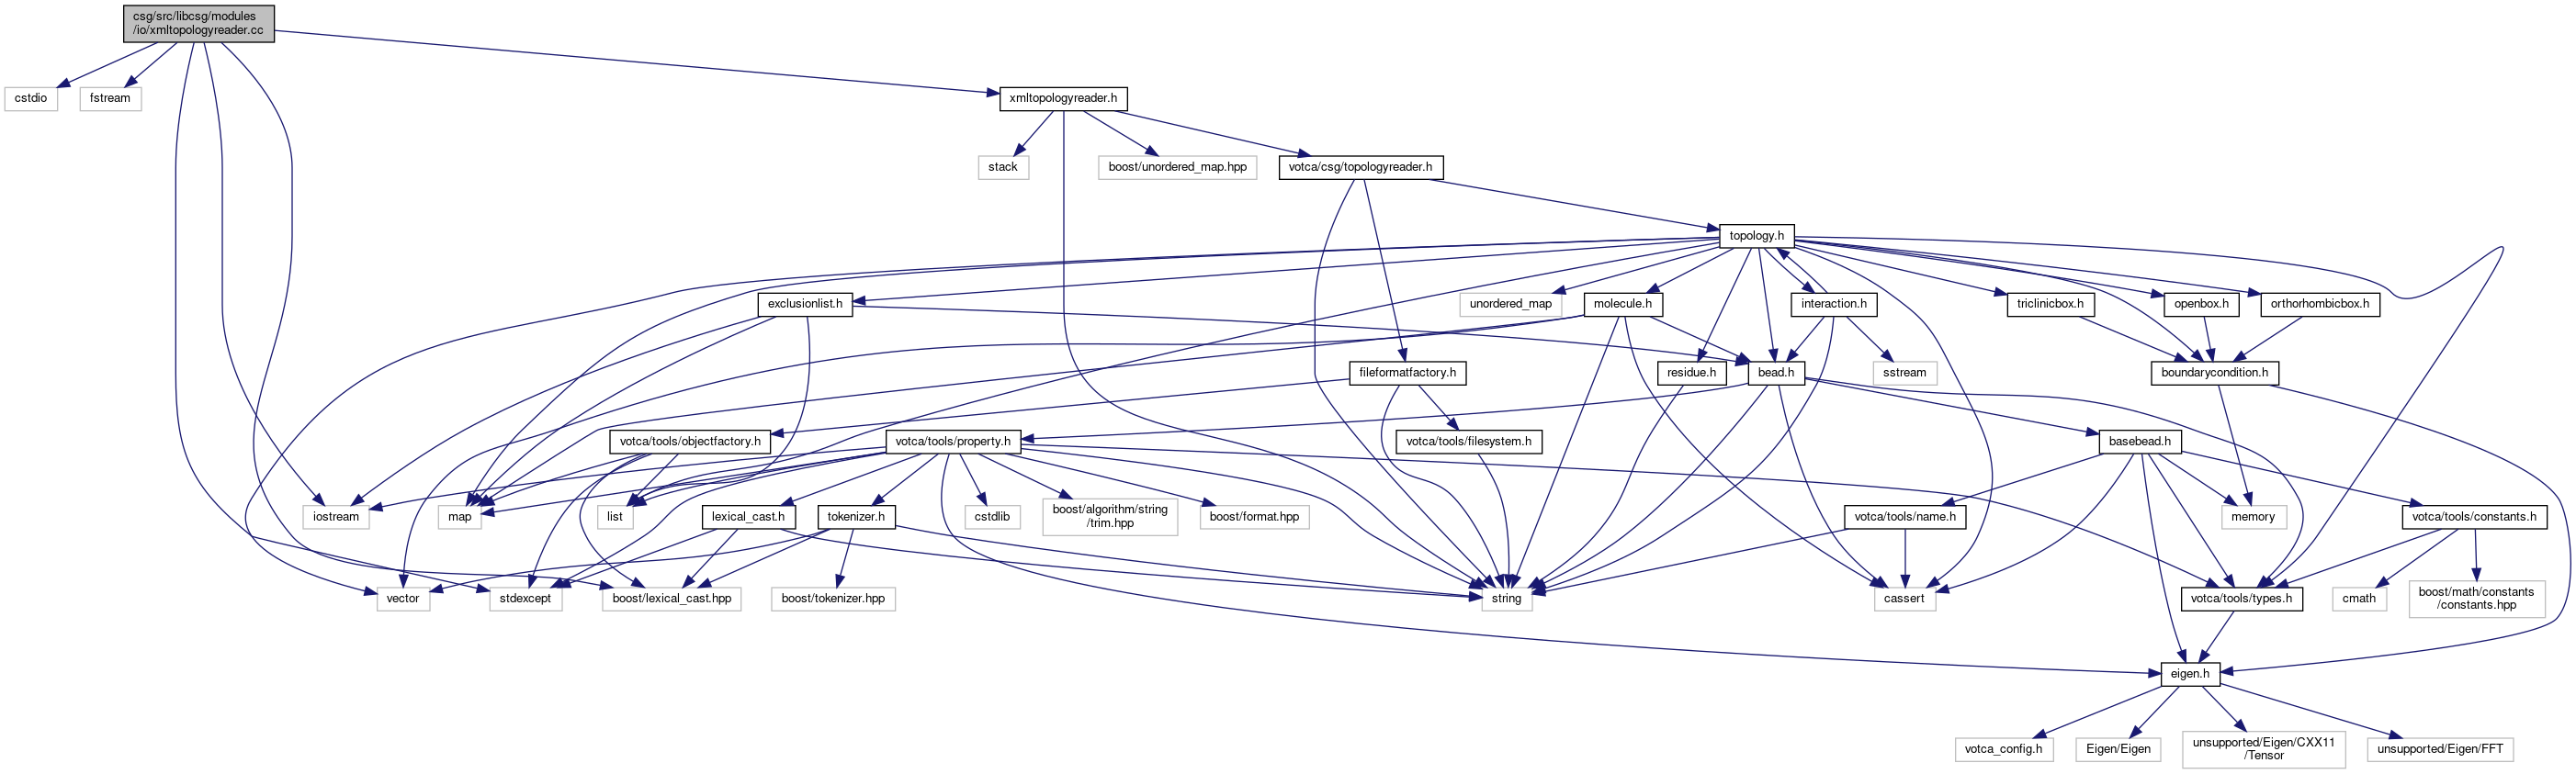 csg/src/libcsg/modules
/io/xmltopologyreader.cc
cstdio
fstream
xmltopologyreader.h
stack
boost/unordered_map.hpp
votca/csg/topologyreader.h
topology.h
exclusionlist.h
unordered_map
molecule.h
interaction.h
triclinicbox.h
openbox.h
orthorhombicbox.h
fileformatfactory.h
residue.h
bead.h
sstream
boundarycondition.h
votca/tools/objectfactory.h
votca/tools/property.h
votca/tools/filesystem.h
basebead.h
iostream
map
list
lexical_cast.h
tokenizer.h
cstdlib
boost/algorithm/string
/trim.hpp
boost/format.hpp
votca/tools/name.h
memory
votca/tools/constants.h
vector
stdexcept
boost/lexical_cast.hpp
boost/tokenizer.hpp
string
cassert
votca/tools/types.h
cmath
boost/math/constants
/constants.hpp
eigen.h
votca_config.h
Eigen/Eigen
unsupported/Eigen/CXX11
/Tensor
unsupported/Eigen/FFT